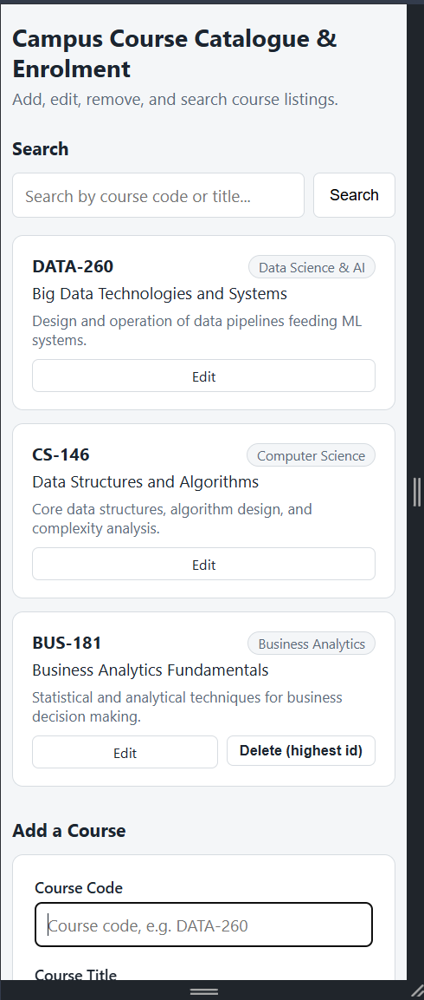 Campus Course Catalogue &
Enrolment
Add, edit, remove, and search course listings.
Search
Search by course code or title...
Search
DATA-260
Data Science & AI
Big Data Technologies and Systems
Design and operation of data pipelines feeding ML
systems.
Edit
CS-146
Computer Science
Data Structures and Algorithms
Core data structures, algorithm design, and
complexity analysis.
Edit
BUS-181
Business Analytics
Business Analytics Fundamentals
Statistical and analytical techniques for business
decision making.
Edit
Delete (highest id)
Add a Course
Course Code
Course code, e.g. DATA-260
Course Title